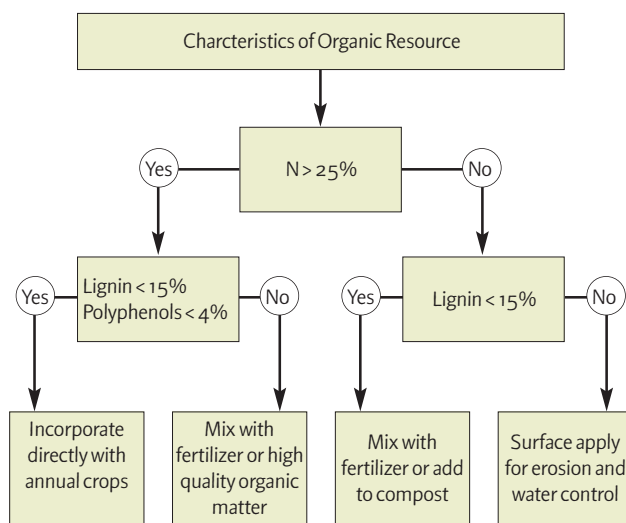 Charcteristics of Organic Resource
N > 25%
Yes
No
Lignin < 15%
Polyphenols < 4%
Yes
No
Lignin < 15%
Yes
No
Incorporate
directly with
annual crops
Mix with
fertilizer or high
quality organic
matter
Mix with
fertilizer or add
to compost
Surface apply
for erosion and
water control